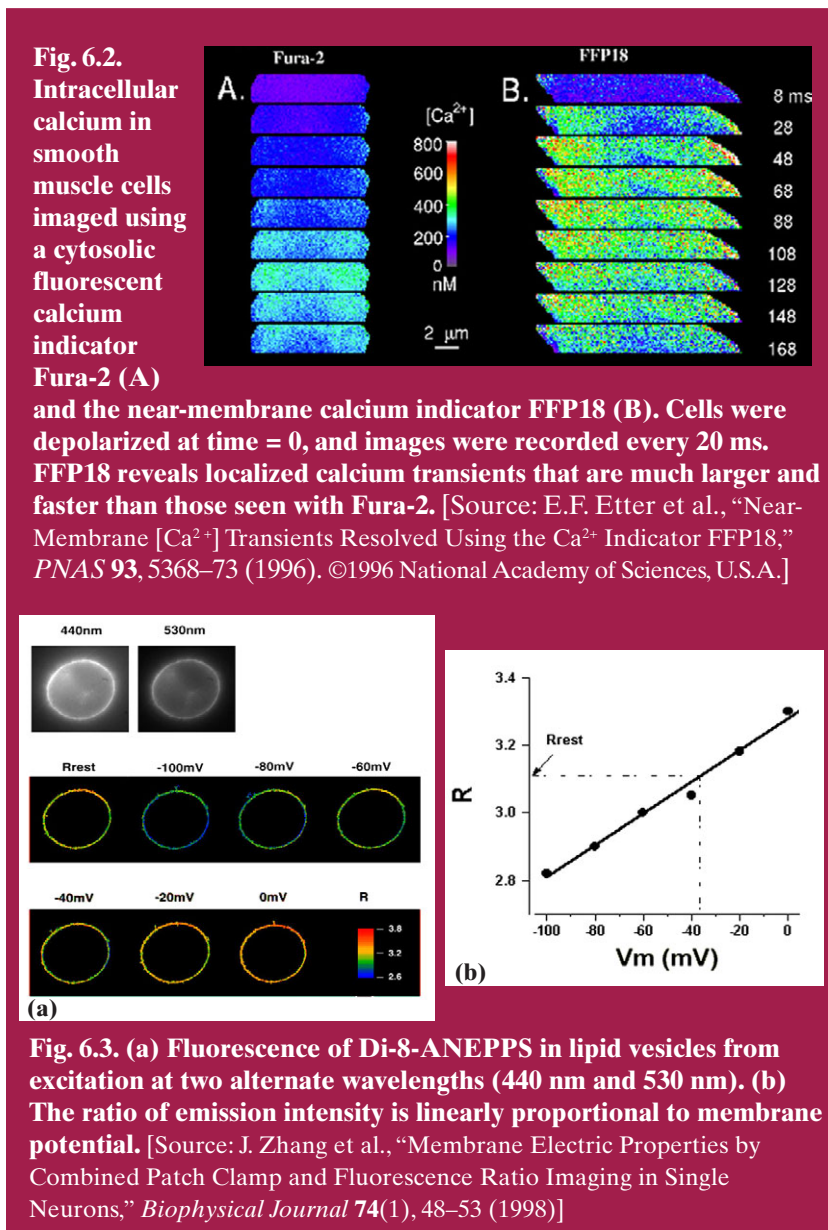 Fig. 6.2.
Intracellular
calcium in
smooth
muscle cells
imaged using
a cytosolic
fluorescent
calcium
indicator
Fura-2 (A)
Fura-2
FFP18
A.
B.
[Ca²⁺]
800
600
400
200
0
nM
2 μm
8 ms
28
48
68
88
108
128
148
168
and the near-membrane calcium indicator FFP18 (B). Cells were
depolarized at time = 0, and images were recorded every 20 ms.
FFP18 reveals localized calcium transients that are much larger and
faster than those seen with Fura-2. [Source: E.F. Etter et al., “Near-
Membrane [Ca²⁺] Transients Resolved Using the Ca²⁺ Indicator FFP18,”
PNAS 93, 5368–73 (1996). ©1996 National Academy of Sciences, U.S.A.]
440nm 530nm
Rrest -100mV -80mV -60mV
-40mV -20mV 0mV R
3.8
3.2
2.6
(a)
3.4
3.2
3.0
2.8
R
Rrest
-100 -80 -60 -40 -20 0
Vm (mV)
(b)
Fig. 6.3. (a) Fluorescence of Di-8-ANEPPS in lipid vesicles from
excitation at two alternate wavelengths (440 nm and 530 nm). (b)
The ratio of emission intensity is linearly proportional to membrane
potential. [Source: J. Zhang et al., “Membrane Electric Properties by
Combined Patch Clamp and Fluorescence Ratio Imaging in Single
Neurons,” Biophysical Journal 74(1), 48–53 (1998)]